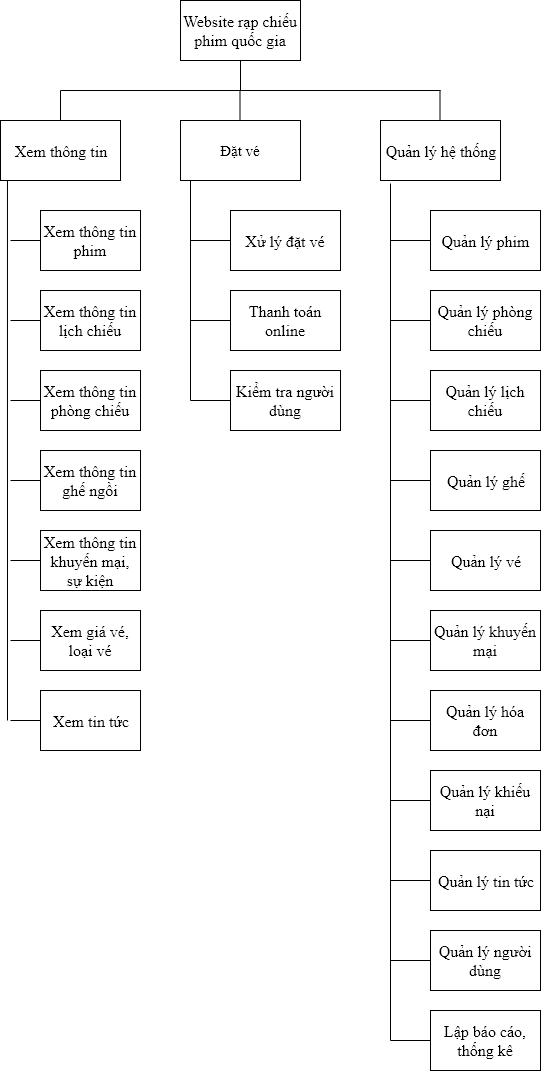 Website rạp chiếu
phim quốc gia
Xem thông tin
Đặt vé
Quản lý hệ thống
Xem thông tin
phim
Xem thông tin
lịch chiếu
Xem thông tin
phòng chiếu
Xem thông tin
ghế ngồi
Xem thông tin
khuyến mại,
sự kiện
Xem giá vé,
loại vé
Xem tin tức
Xử lý đặt vé
Thanh toán
online
Kiểm tra người
dùng
Quản lý phim
Quản lý phòng
chiếu
Quản lý lịch
chiếu
Quản lý ghế
Quản lý vé
Quản lý khuyến
mại
Quản lý hóa
đơn
Quản lý khiếu
nại
Quản lý tin tức
Quản lý người
dùng
Lập báo cáo,
thống kê